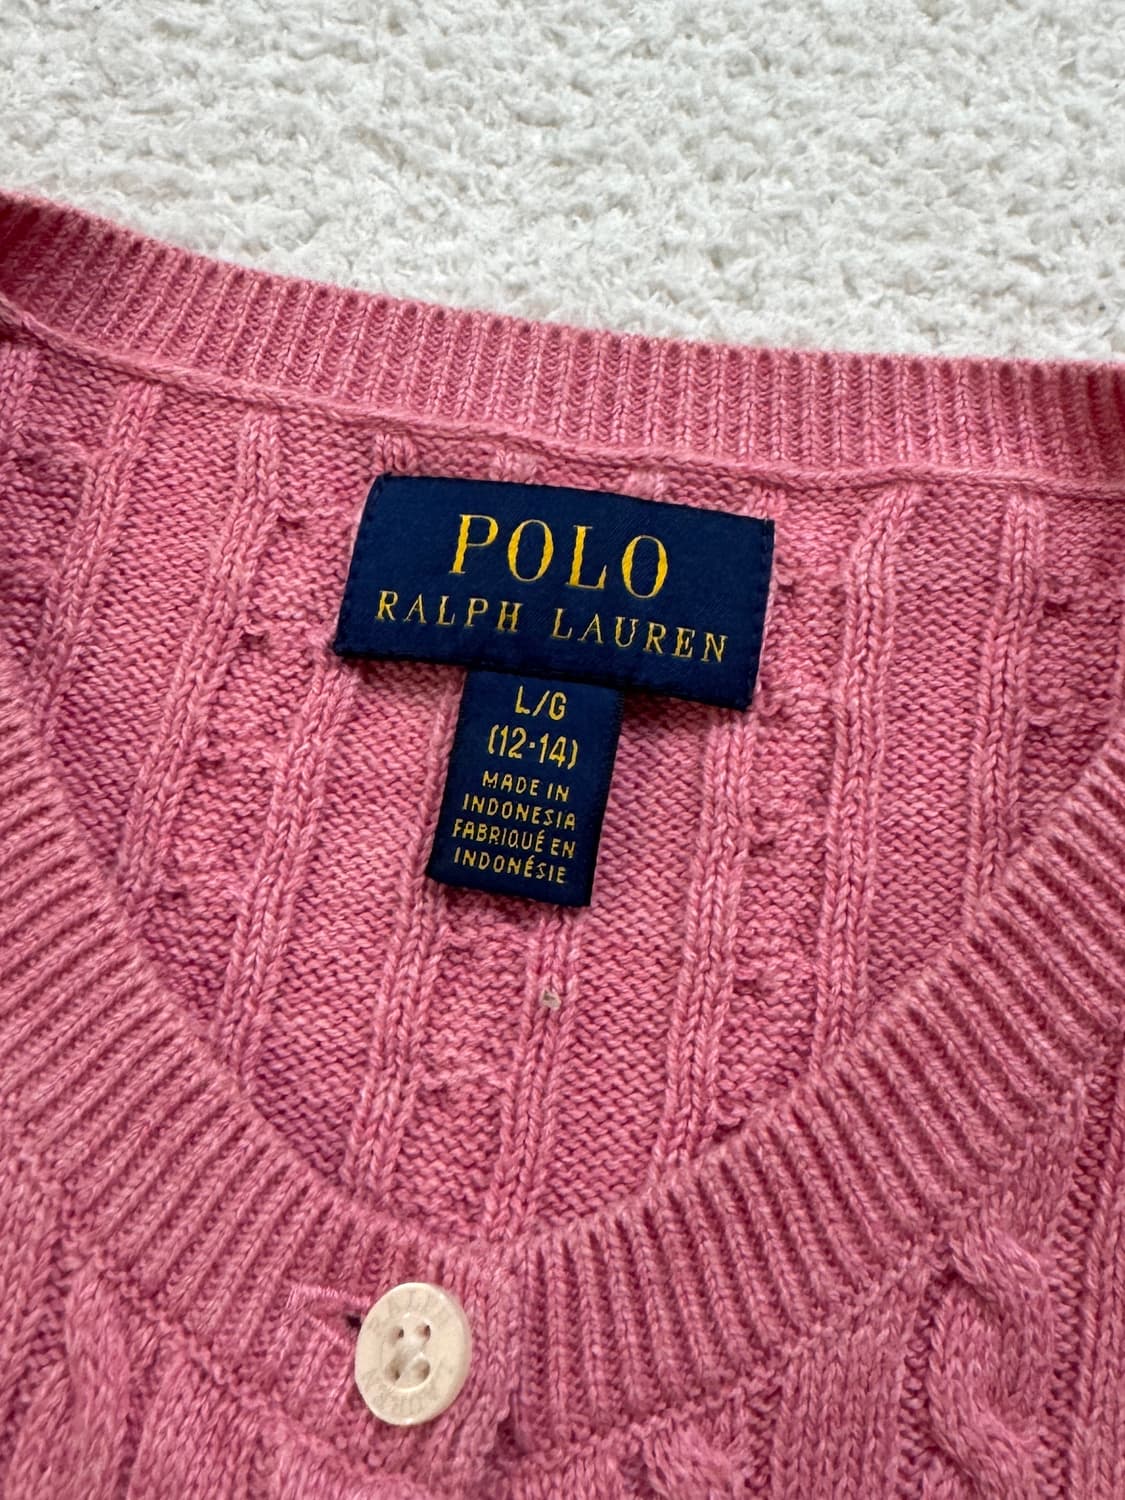 POLO
RALPH LAUREN
L/G
(12-14)
MADE IN
INDONESIA
FABRIQUÉ EN
INDONÉSIE